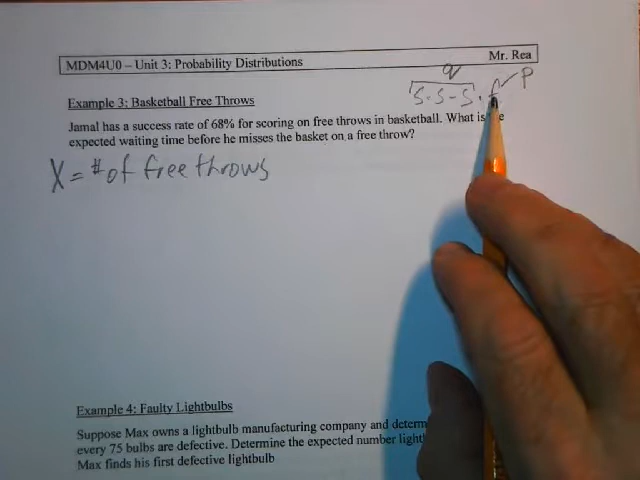 MDM4U0 – Unit 3: Probability Distributions Mr. Rea
q
P
S·S-S·f
Example 3: Basketball Free Throws
Jamal has a success rate of 68% for scoring on free throws in basketball. What is
expected waiting time before he misses the basket on a free throw?
X = # of free throws
Example 4: Faulty Lightbulbs
Suppose Max owns a lightbulb manufacturing company and
every 75 bulbs are defective. Determine the expected number
Max finds his first defective lightbulb